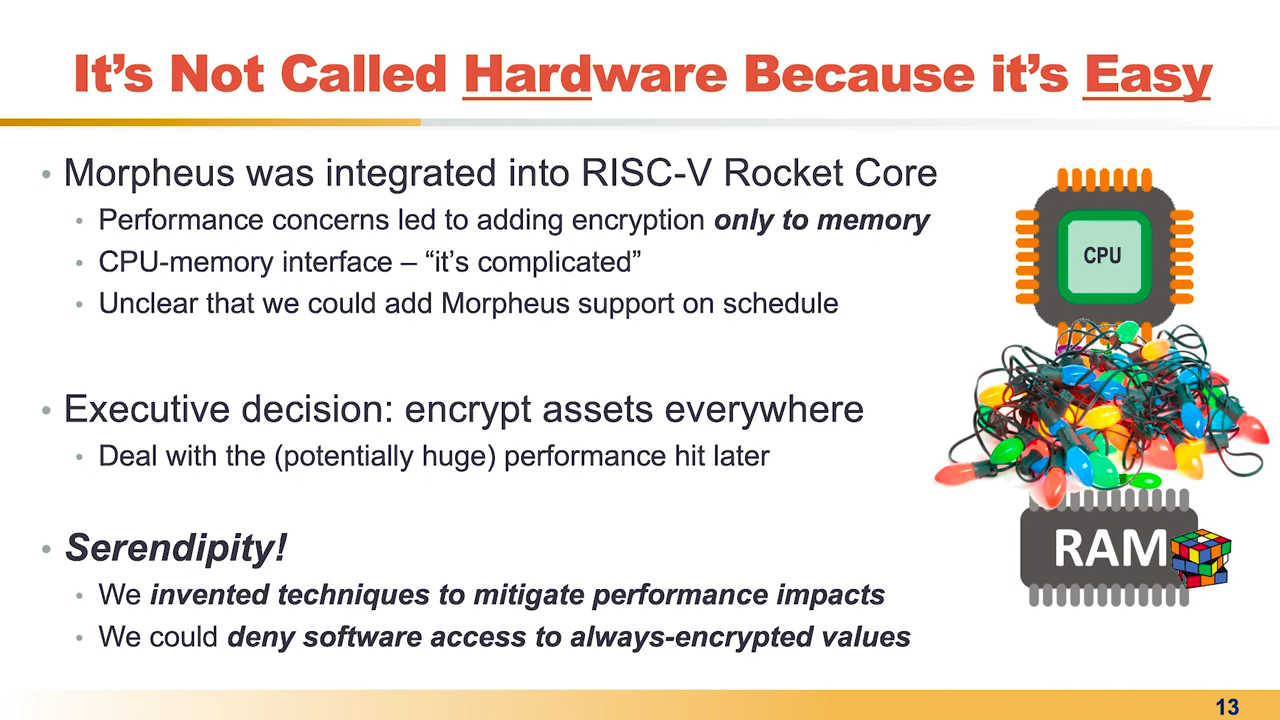 It's Not Called Hardware Because it's Easy
• Morpheus was integrated into RISC-V Rocket Core
• Performance concerns led to adding encryption only to memory
• CPU-memory interface – “it's complicated”
• Unclear that we could add Morpheus support on schedule
CPU
• Executive decision: encrypt assets everywhere
• Deal with the (potentially huge) performance hit later
• Serendipity!
RAM
• We invented techniques to mitigate performance impacts
• We could deny software access to always-encrypted values
13